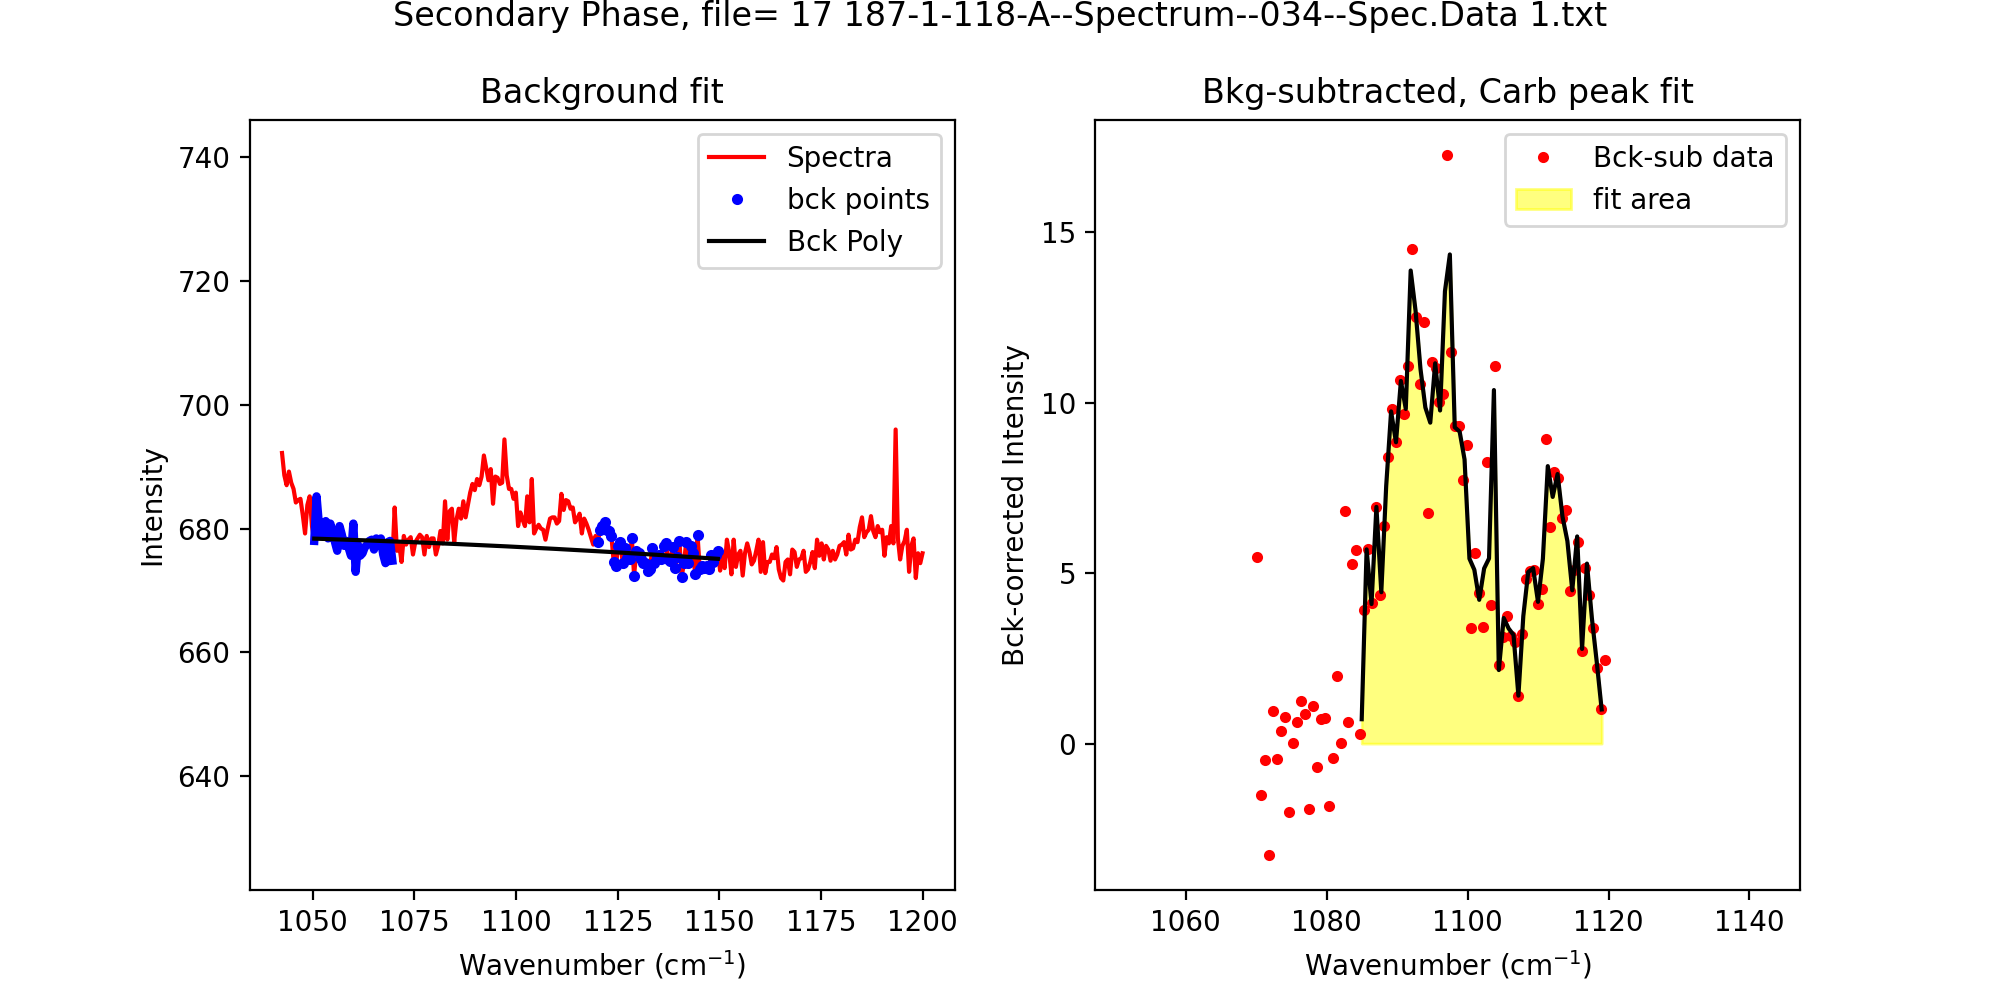 Secondary Phase, file= 17 187-1-118-A--Spectrum--034--Spec.Data 1.txt
Background fit
Spectra
bck points
Bck Poly
740
720
700
680
660
640
Intensity
1050 1075 1100 1125 1150 1175 1200
Wavenumber (cm⁻¹)
Bkg-subtracted, Carb peak fit
Bck-sub data
fit area
15
10
5
0
Bck-corrected Intensity
1060 1080 1100 1120 1140
Wavenumber (cm⁻¹)